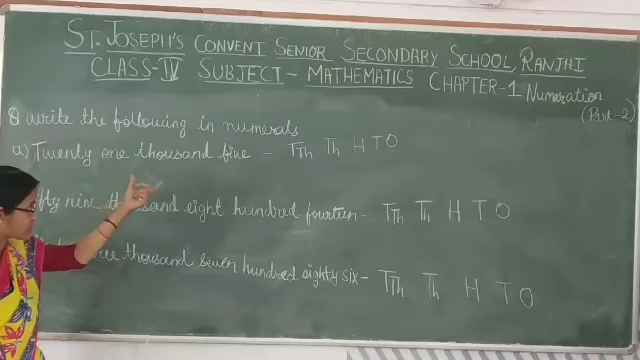 ST. JOSEPH'S CONVENT SENIOR SECONDARY SCHOOL, RANJHI
CLASS-IV SUBJECT - MATHEMATICS CHAPTER-1 Numeration
(Part-2)
Q write the following in numerals
a) Twenty one thousand five - TTh Th H T O
nine thousand eight hundred fourteen - TTh Th H T O
thousand seven hundred eighty six - TTh Th H T O